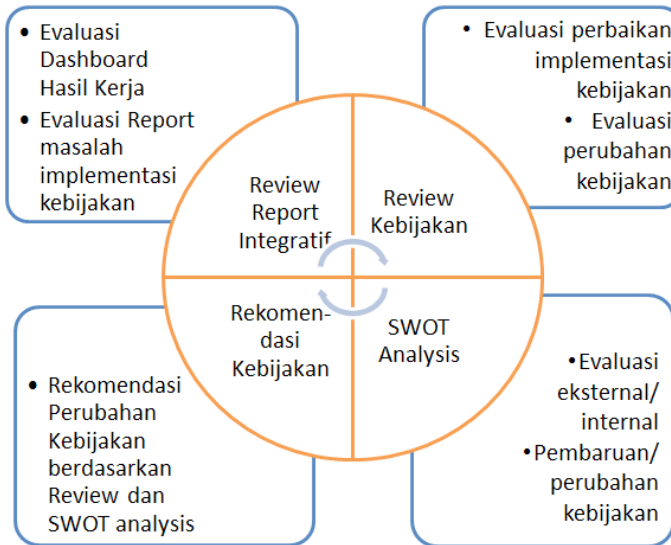 • Evaluasi
Dashboard
Hasil Kerja
• Evaluasi Report
masalah
implementasi
kebijakan
• Evaluasi perbaikan
implementasi
kebijakan
• Evaluasi
perubahan
kebijakan
Review
Report
Integratif
Review
Kebijakan
Rekomen-
dasi
Kebijakan
SWOT
Analysis
• Rekomendasi
Perubahan
Kebijakan
berdasarkan
Review dan
SWOT analysis
•Evaluasi
eksternal/
internal
•Pembaruan/
perubahan
kebijakan